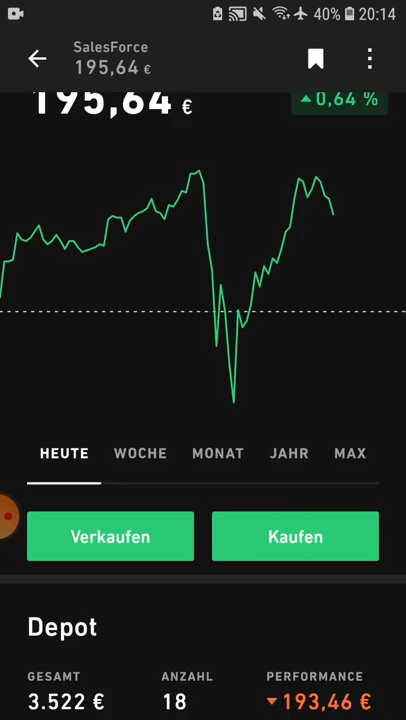 40% 20:14
SalesForce
195,64 €
195,64 €
0,64 %
HEUTE WOCHE MONAT JAHR MAX
Verkaufen Kaufen
Depot
GESAMT ANZAHL PERFORMANCE
3.522 € 18 193,46 €